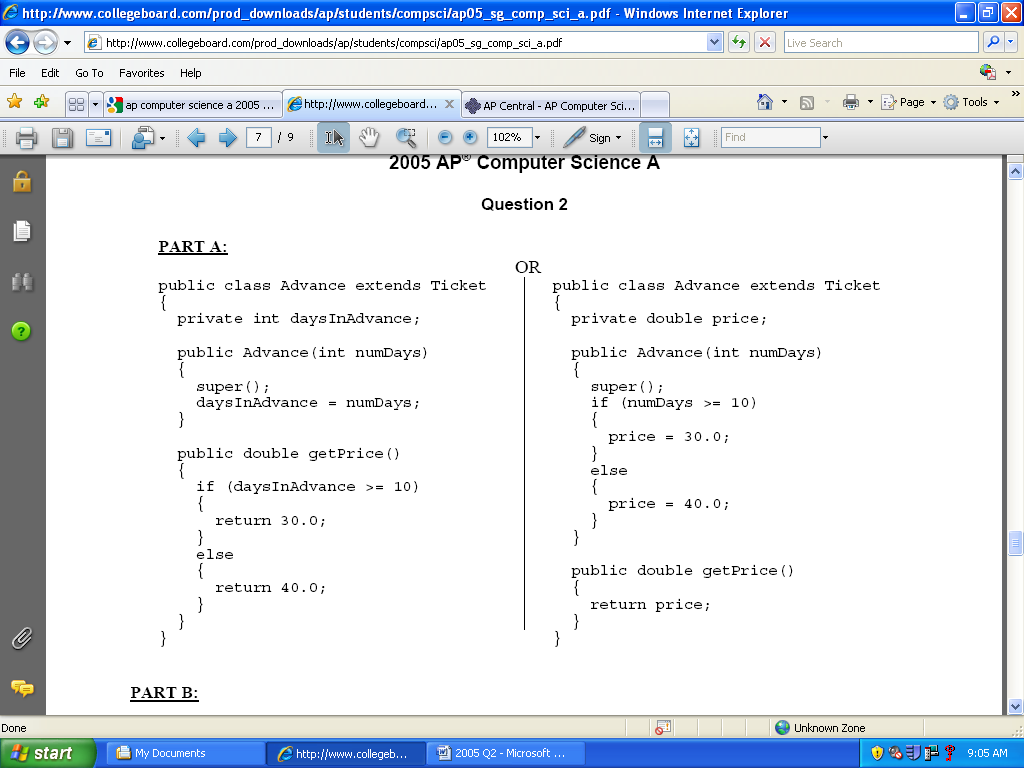 http://www.collegeboard.com/prod_downloads/ap/students/compsci/ap05_sg_comp_sci_a.pdf - Windows Internet Explorer
http://www.collegeboard.com/prod_downloads/ap/students/compsci/ap05_sg_comp_sci_a.pdf
Live Search
File Edit Go To Favorites Help
ap computer science a 2005 ...
http://www.collegeboard...
AP Central - AP Computer Sci...
Page
Tools
7 / 9
102%
Sign
Find
2005 AP® Computer Science A
Question 2
PART A:
OR
public class Advance extends Ticket
{
private int daysInAdvance;
public Advance(int numDays)
{
super();
daysInAdvance = numDays;
}
public double getPrice()
{
if (daysInAdvance >= 10)
{
return 30.0;
}
else
{
return 40.0;
}
}
}
public class Advance extends Ticket
{
private double price;
public Advance(int numDays)
{
super();
if (numDays >= 10)
{
price = 30.0;
}
else
{
price = 40.0;
}
}
public double getPrice()
{
return price;
}
}
PART B:
Done
Unknown Zone
start
My Documents
http://www.collegeb...
2005 Q2 - Microsoft ...
9:05 AM